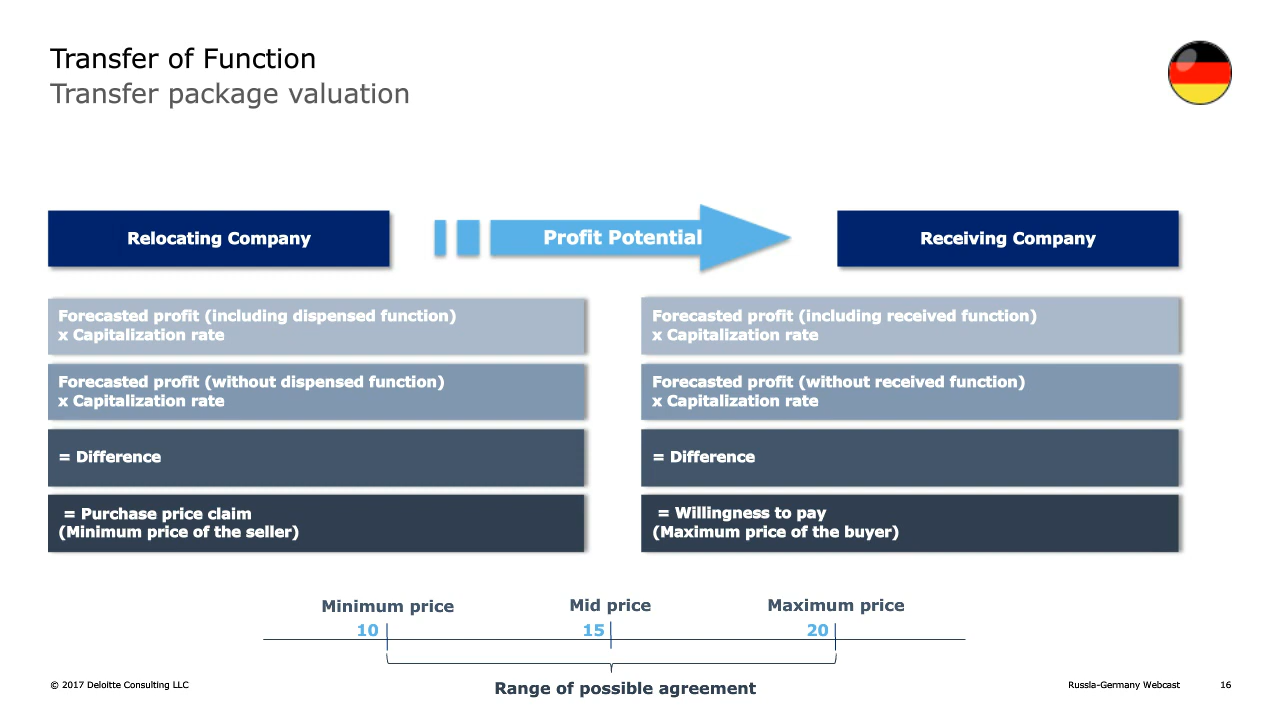 Transfer of Function
Transfer package valuation
Relocating Company
Profit Potential
Receiving Company
Forecasted profit (including dispensed function)
x Capitalization rate
Forecasted profit (without dispensed function)
x Capitalization rate
= Difference
= Purchase price claim
(Minimum price of the seller)
Forecasted profit (including received function)
x Capitalization rate
Forecasted profit (without received function)
x Capitalization rate
= Difference
= Willingness to pay
(Maximum price of the buyer)
Minimum price
Mid price
Maximum price
10
15
20
Range of possible agreement
© 2017 Deloitte Consulting LLC
Russla-Germany Webcast
16